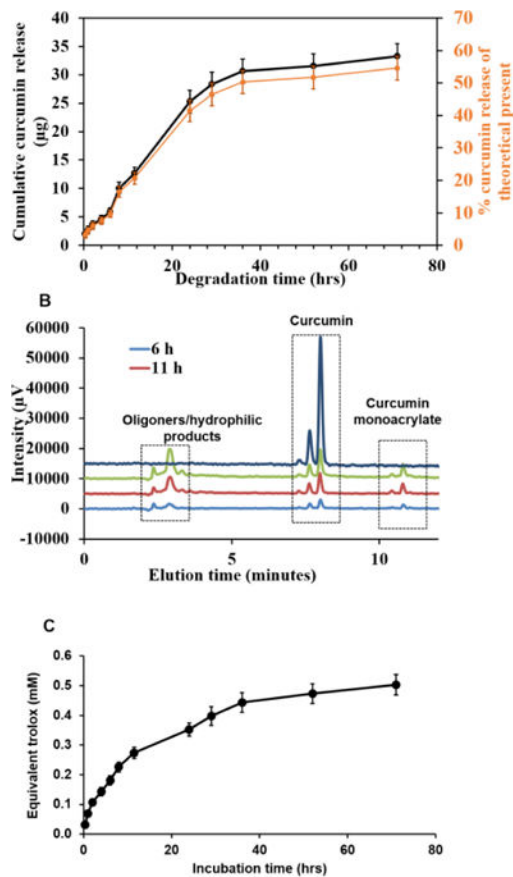 40
35
30
25
20
15
10
5
0
Cumulative curcumin release
(µg)
70
60
50
40
30
20
10
0
% curcumin release of
theoretical present
0 20 40 60 80
Degradation time (hrs)
B
60000
50000
40000
30000
20000
10000
0
-10000
Intensity (µV
6 h
11 h
Curcumin
Oligoners/hydrophilic
products
Curcumin
monoacrylate
0 5 10
Elution time (minutes)
C
0.6
0.5
0.4
0.3
0.2
0.1
0.0
Equivalent trolox (mM)
0 20 40 60 80
Incubation time (hrs)